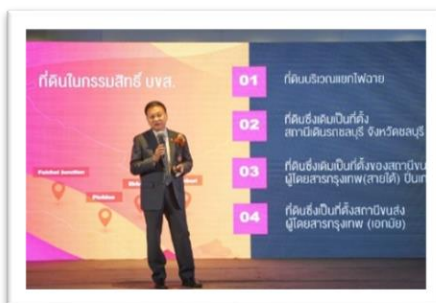 ที่ดินในกรรมสิทธิ์ บขส.
01
ที่ดินบริเวณแยกไฟฉาย
02
ที่ดินซึ่งเดิมเป็นที่ตั้ง
สถานีเดินรถชลบุรี จังหวัดชลบุรี
03
ที่ดินซึ่งเดิมเป็นที่ตั้งของสถานีขน
ผู้โดยสารกรุงเทพ(สายใต้) ปิ่นเก
04
ที่ดินซึ่งเป็นที่ตั้งสถานีขนส่ง
ผู้โดยสารกรุงเทพ (เอกมัย)
Junction
Pinklao